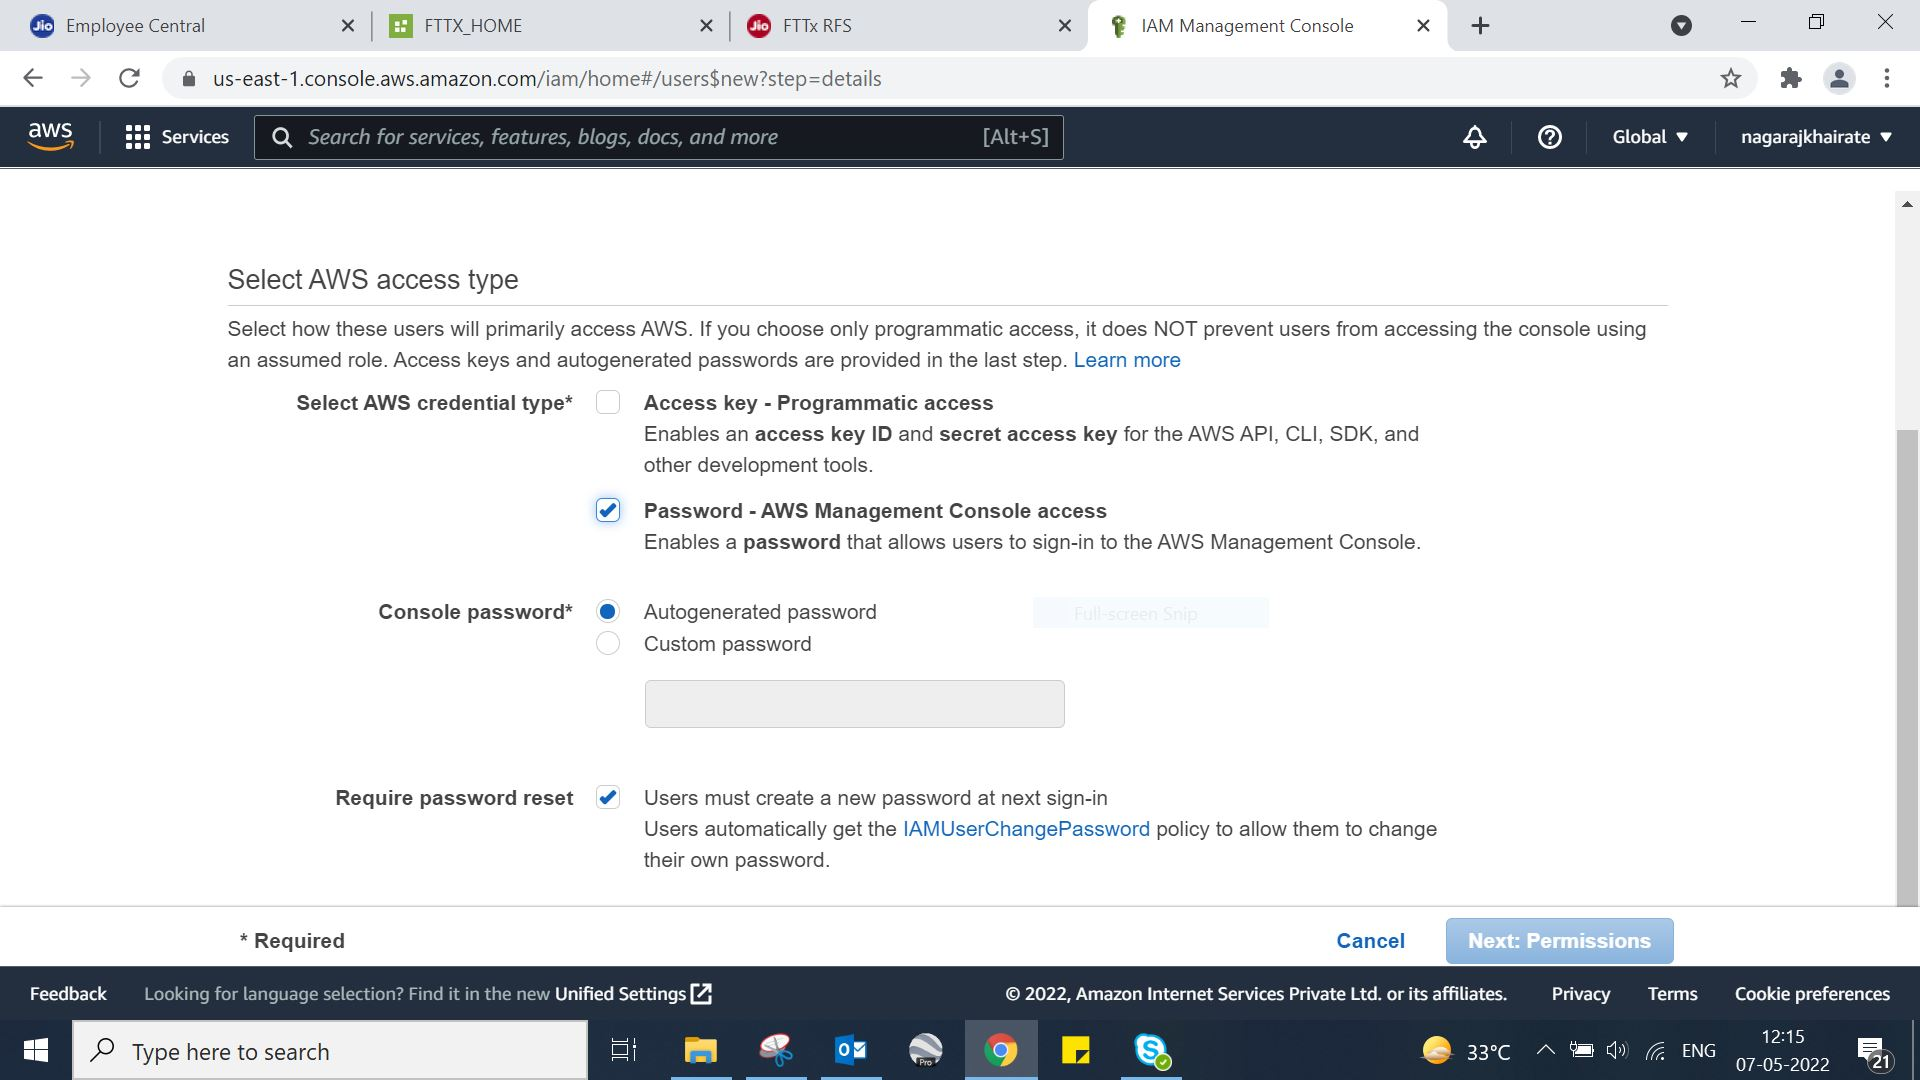 Jio Employee Central
FTTX_HOME
Jio FTTx RFS
IAM Management Console
us-east-1.console.aws.amazon.com/iam/home#/users$new?step=details
aws
Services
Search for services, features, blogs, docs, and more
[Alt+S]
Global
nagarajkhairate
Select AWS access type
Select how these users will primarily access AWS. If you choose only programmatic access, it does NOT prevent users from accessing the console using
an assumed role. Access keys and autogenerated passwords are provided in the last step. Learn more
Select AWS credential type*
Access key - Programmatic access
Enables an access key ID and secret access key for the AWS API, CLI, SDK, and
other development tools.
Password - AWS Management Console access
Enables a password that allows users to sign-in to the AWS Management Console.
Console password*
Autogenerated password
Full-screen Snip
Custom password
Require password reset
Users must create a new password at next sign-in
Users automatically get the IAMUserChangePassword policy to allow them to change
their own password.
* Required
Cancel
Next: Permissions
Feedback
Looking for language selection? Find it in the new Unified Settings
© 2022, Amazon Internet Services Private Ltd. or its affiliates.
Privacy
Terms
Cookie preferences
Type here to search
Pro
33°C
ENG
12:15
07-05-2022
21